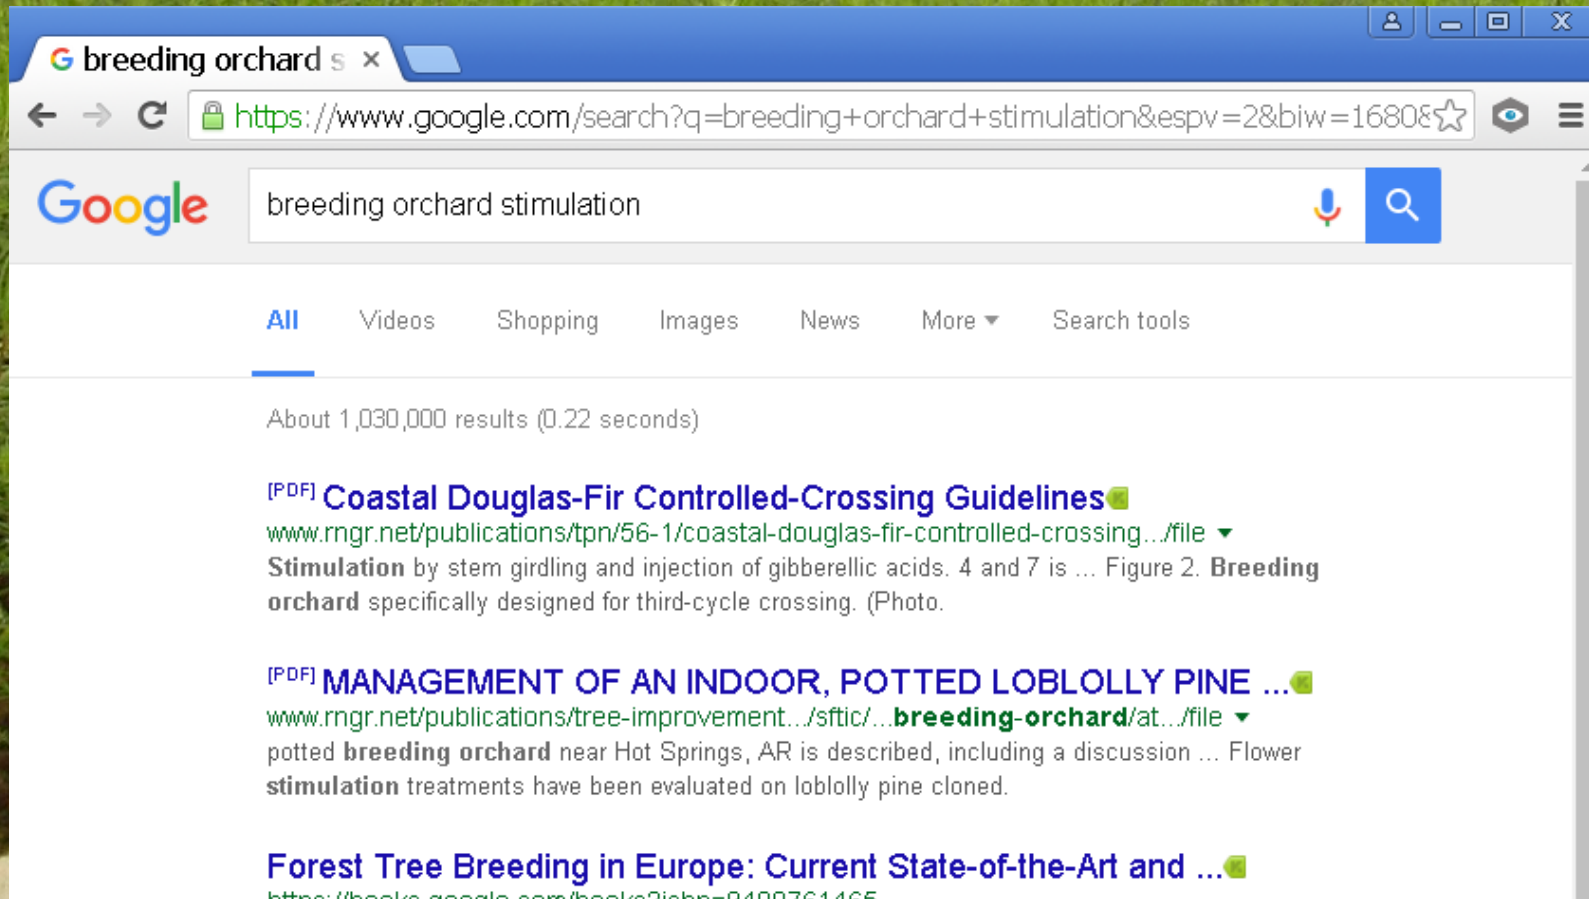 breeding orchard s
https://www.google.com/search?q=breeding+orchard+stimulation&espv=2&biw=1680&
Google
breeding orchard stimulation
All Videos Shopping Images News More Search tools
About 1,030,000 results (0.22 seconds)
[PDF] Coastal Douglas-Fir Controlled-Crossing Guidelines
www.rngr.net/publications/tpn/56-1/coastal-douglas-fir-controlled-crossing.../file
Stimulation by stem girdling and injection of gibberellic acids. 4 and 7 is ... Figure 2. Breeding
orchard specifically designed for third-cycle crossing. (Photo.
[PDF] MANAGEMENT OF AN INDOOR, POTTED LOBLOLLY PINE ...
www.rngr.net/publications/tree-improvement.../sftic/...breeding-orchard/at.../file
potted breeding orchard near Hot Springs, AR is described, including a discussion ... Flower
stimulation treatments have been evaluated on loblolly pine cloned.
Forest Tree Breeding in Europe: Current State-of-the-Art and ...